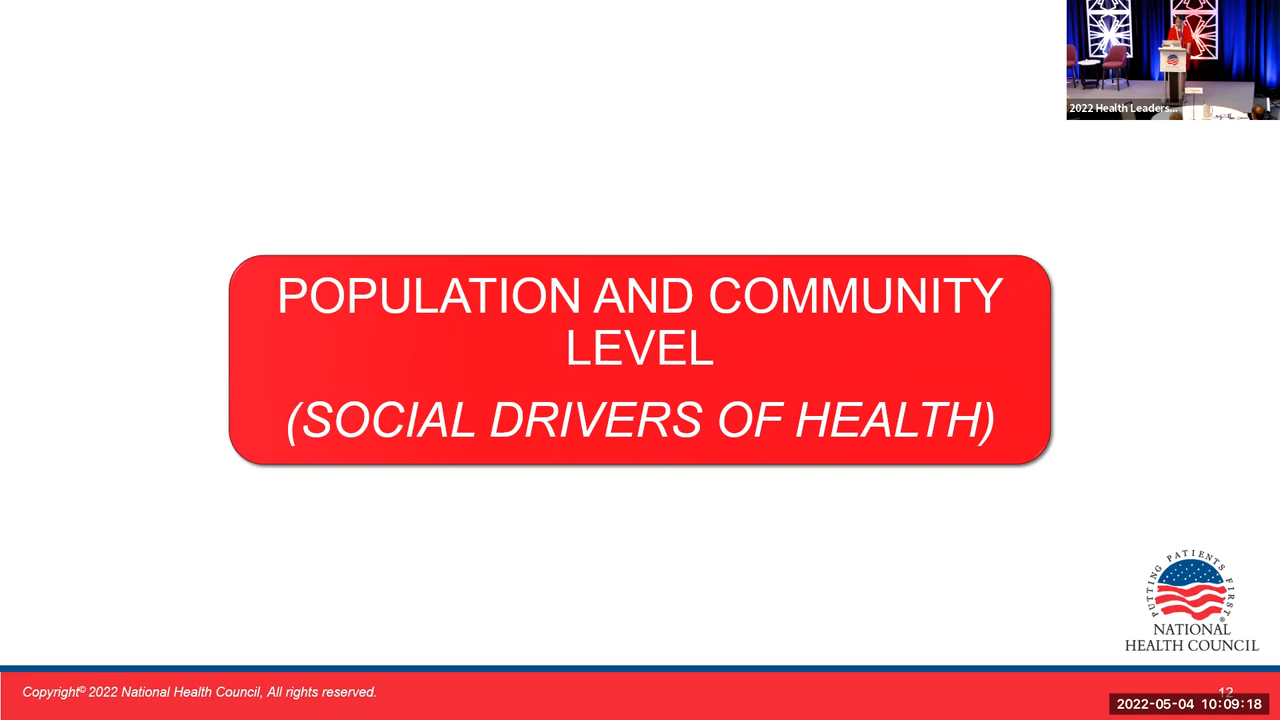 2022 Health Leaders...
POPULATION AND COMMUNITY
LEVEL
(SOCIAL DRIVERS OF HEALTH)
PUTTING PATIENTS FIRST®
NATIONAL
HEALTH COUNCIL
Copyright© 2022 National Health Council, All rights reserved.
12
2022-05-04 10:09:18